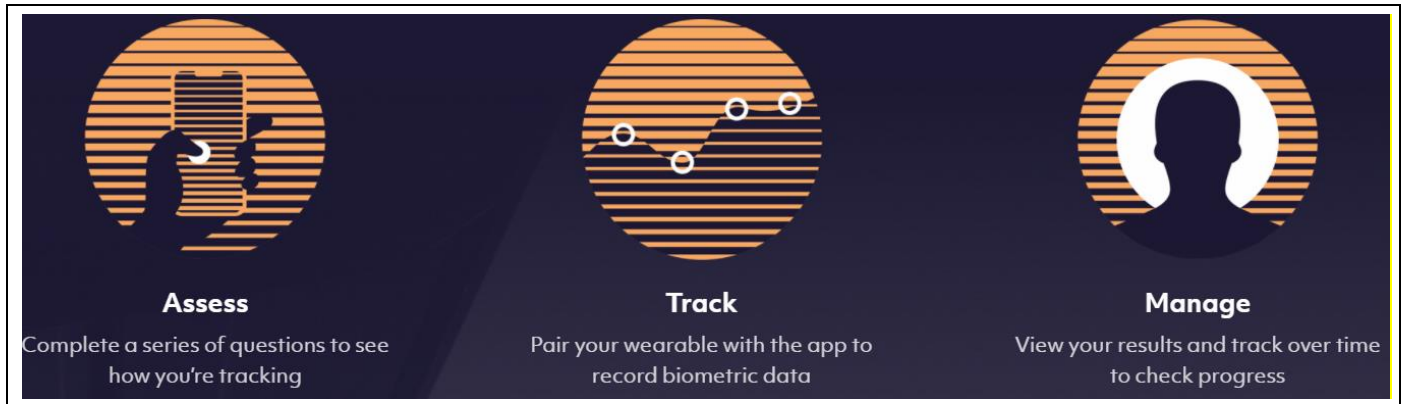 Assess
Complete a series of questions to see
how you're tracking
Track
Pair your wearable with the app to
record biometric data
Manage
View your results and track over time
to check progress